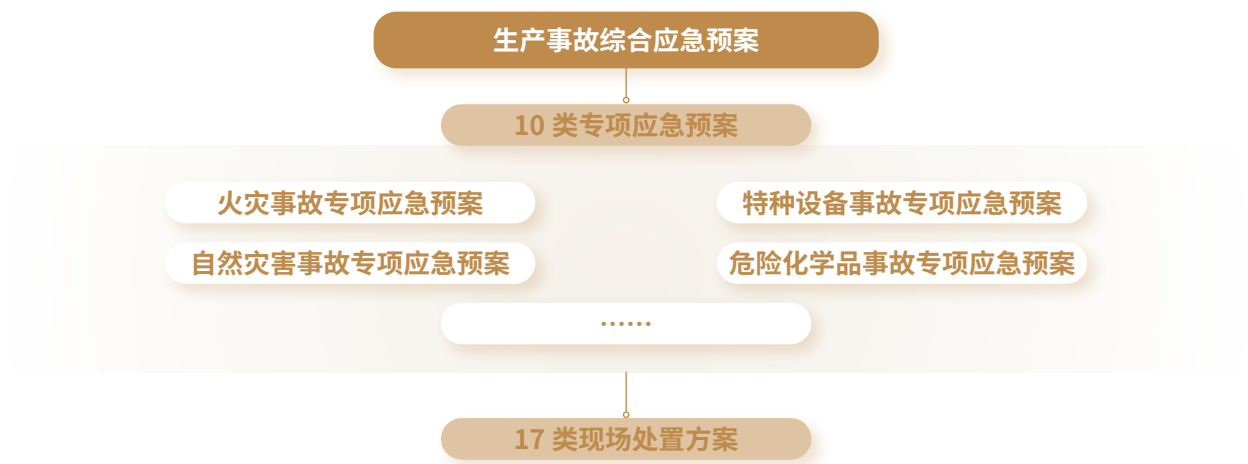 生产事故综合应急预案
10 类专项应急预案
火灾事故专项应急预案
特种设备事故专项应急预案
自然灾害事故专项应急预案
危险化学品事故专项应急预案
······
17 类现场处置方案